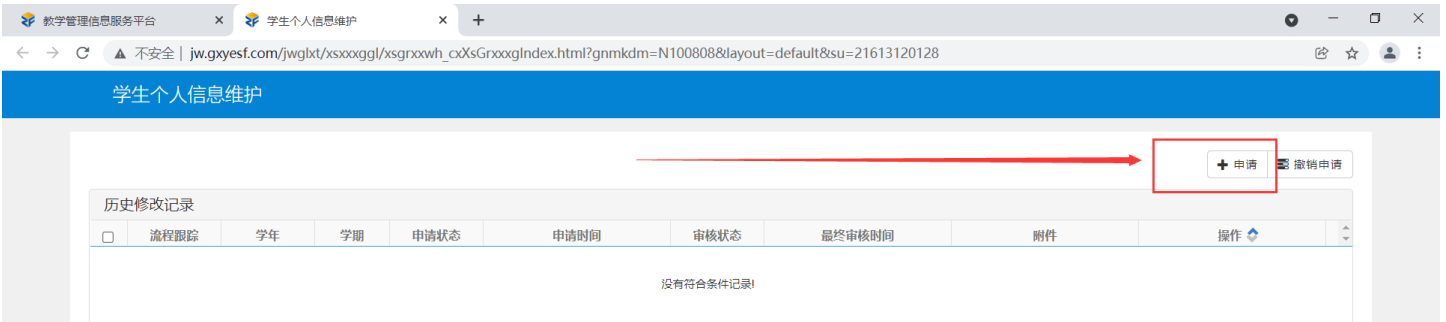 教学管理信息服务平台
学生个人信息维护
不安全 | jw.gxyesf.com/jwglxt/xsxxxggl/xsgrxxwh_cxXsGrxxxgIndex.html?gnmkdm=N100808&layout=default&su=21613120128
学生个人信息维护
申请 撤销申请
历史修改记录
流程跟踪 学年 学期 申请状态 申请时间 审核状态 最终审核时间 附件 操作
没有符合条件记录!